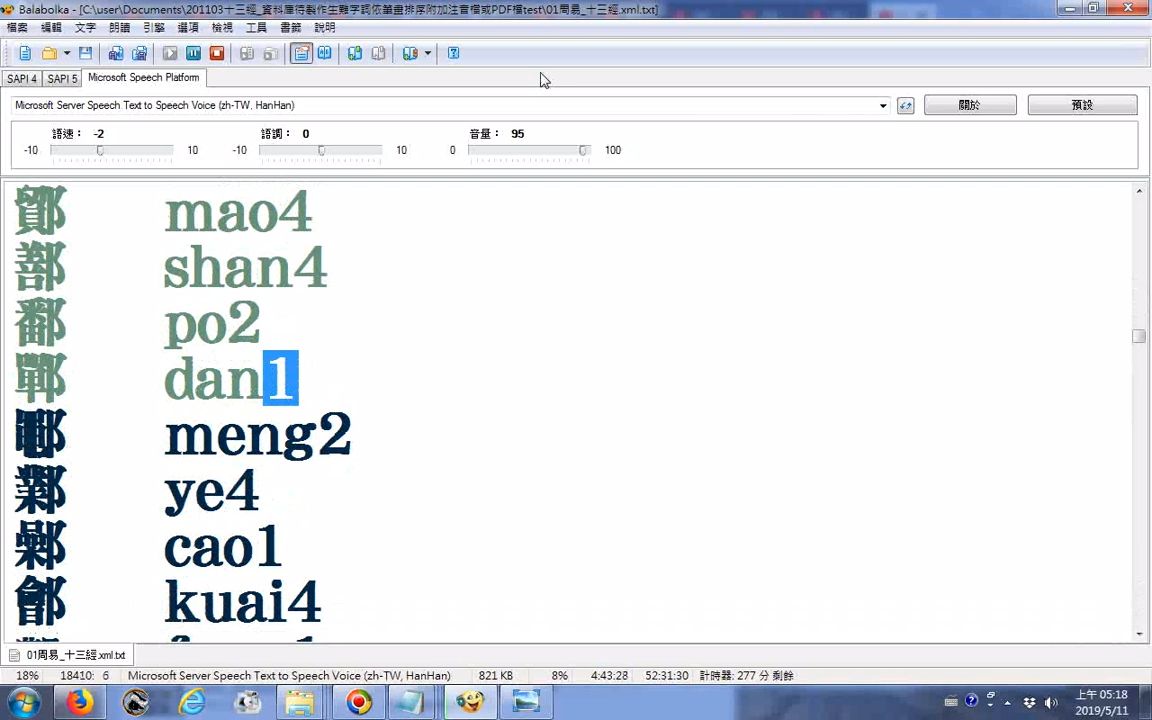 Balabolka - [C:\user\Documents\201103十三經_資料庫待製作生難字詞依筆畫排序附加注音檔或PDF檔test\01周易_十三經.xml.txt]
檔案 編輯 文字 朗讀 引擎 選項 檢視 工具 書籤 說明
SAPI 4 SAPI 5 Microsoft Speech Platform
Microsoft Server Speech Text to Speech Voice (zh-TW, HanHan) 關於 預設
語速： -2 語調： 0 音量： 95
-10 10 -10 10 0 100
鄮 mao4
鄯 shan4
鄱 po2
鄲 dan1
鄳 meng2
鄴 ye4
cao1
鄶 kuai4
01周易_十三經.xml.txt
18% 18410: 6 Microsoft Server Speech Text to Speech Voice (zh-TW, HanHan) 821 KB 8% 4:43:28 52:31:30 計時器: 277 分 剩餘
上午 05:18
2019/5/11